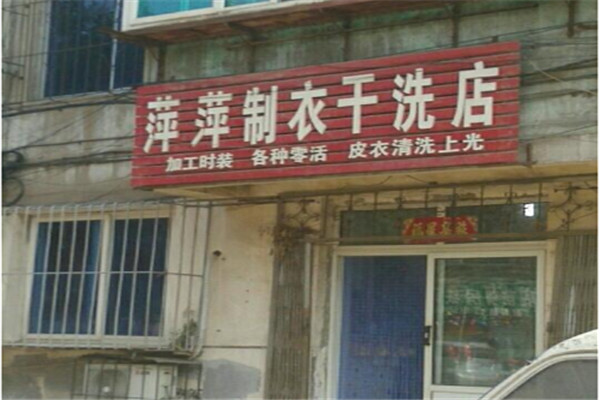 萍萍制衣干洗店
加工时装 各种零活 皮衣清洗上光